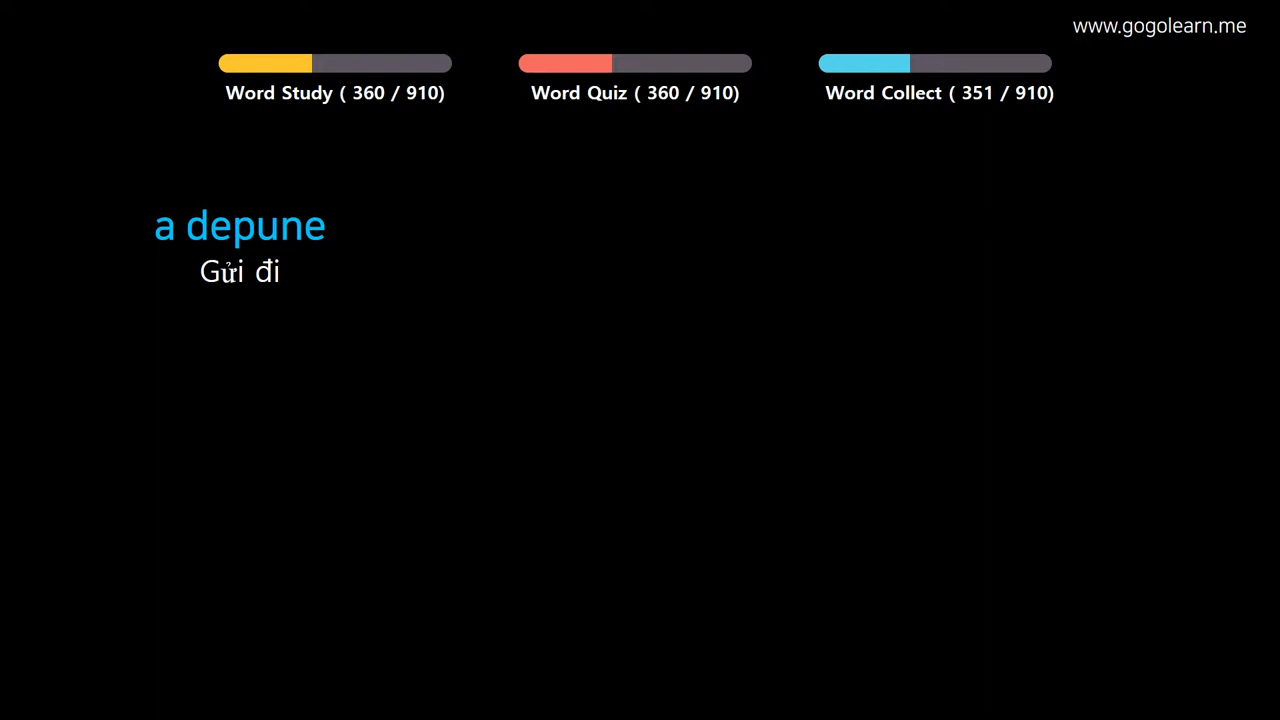 www.gogolearn.me
Word Study ( 360 / 910)
Word Quiz ( 360 / 910)
Word Collect ( 351 / 910)
a depune
Gửi đi